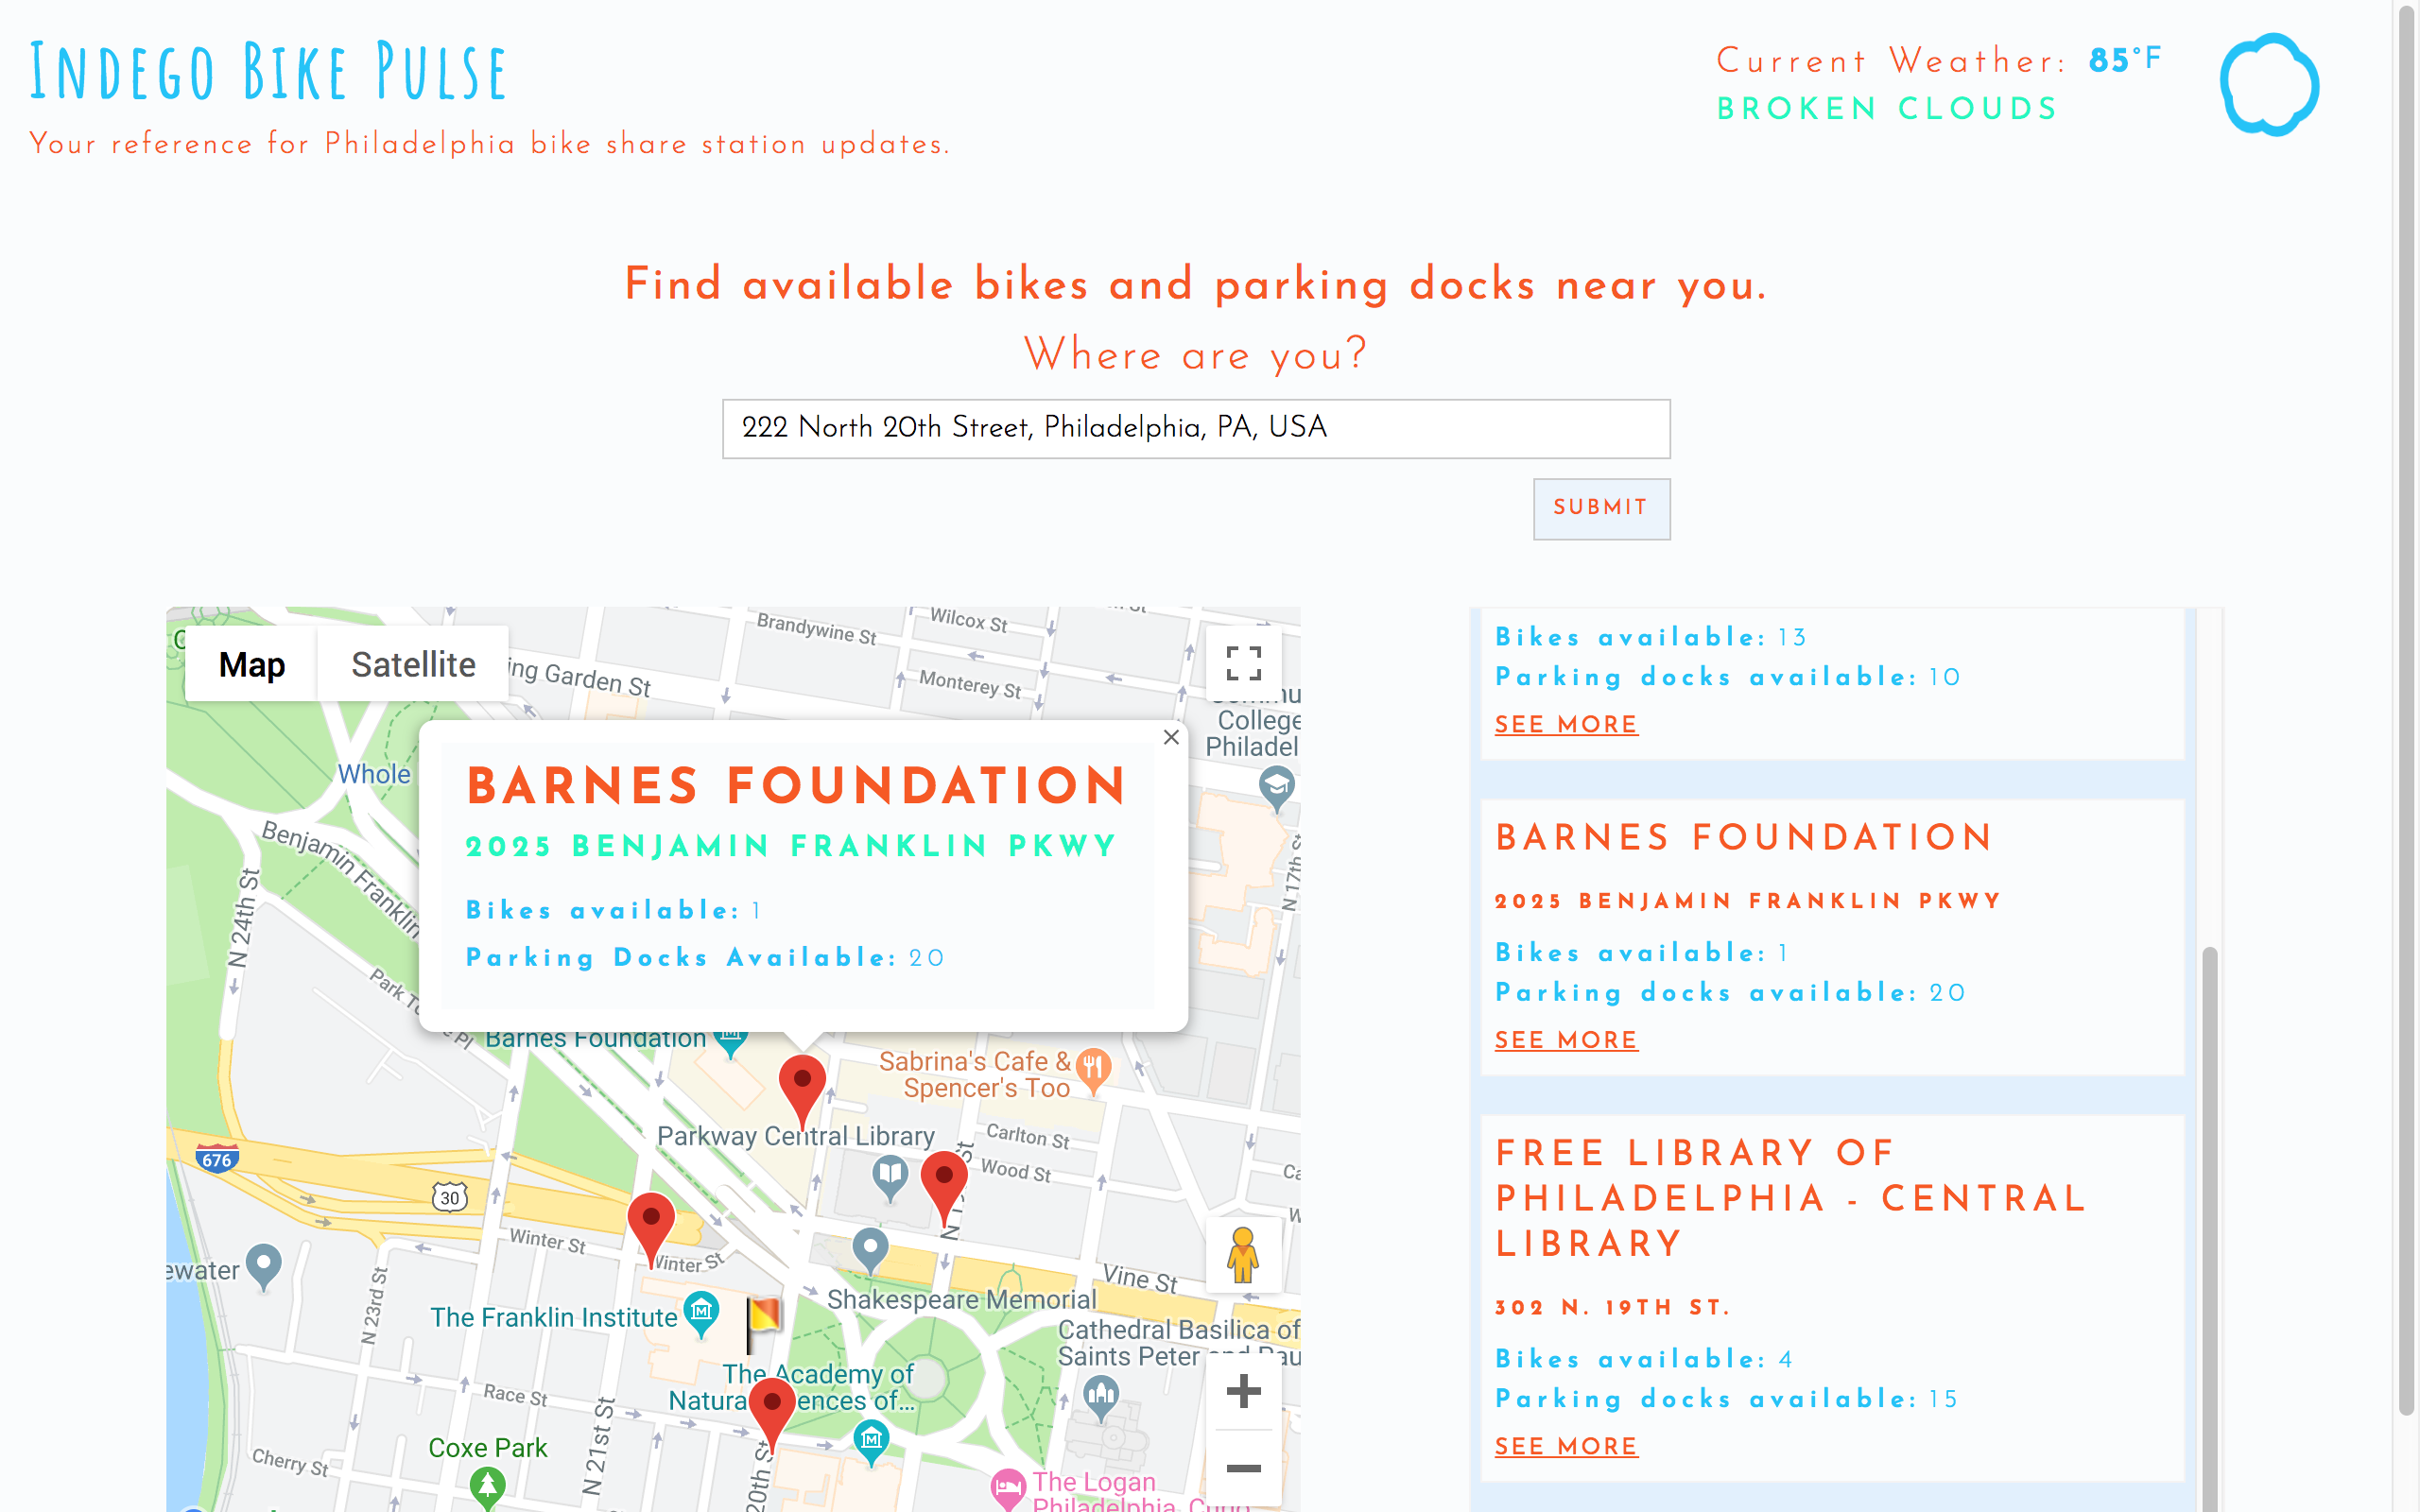 Indego Bike Pulse
Your reference for Philadelphia bike share station updates.
Current Weather: 85°F
BROKEN CLOUDS
Find available bikes and parking docks near you.
Where are you?
222 North 20th Street, Philadelphia, PA, USA
SUBMIT
Map
Satellite
Brandywine St
Wilcox St
Monterey St
ing Garden St
College
Philadel
Whole
Benjamin Franklin
N 24th St
N 17th St
BARNES FOUNDATION
2025 BENJAMIN FRANKLIN PKWY
Bikes available: 1
Parking Docks Available: 20
Barnes Foundation
Sabrina's Cafe &
Spencer's Too
Parkway Central Library
Carlton St
Wood St
676
30
Winter St
Winter St
ewater
N 23rd St
Vine St
The Franklin Institute
Shakespeare Memorial
Cathedral Basilica of
Saints Peter
The Academy of
Natura ences of...
Race St
N 21st St
20th St
Coxe Park
Cherry St
The Logan
Philadelphia,
Bikes available: 13
Parking docks available: 10
SEE MORE
BARNES FOUNDATION
2025 BENJAMIN FRANKLIN PKWY
Bikes available: 1
Parking docks available: 20
SEE MORE
FREE LIBRARY OF
PHILADELPHIA - CENTRAL
LIBRARY
302 N. 19TH ST.
Bikes available: 4
Parking docks available: 15
SEE MORE